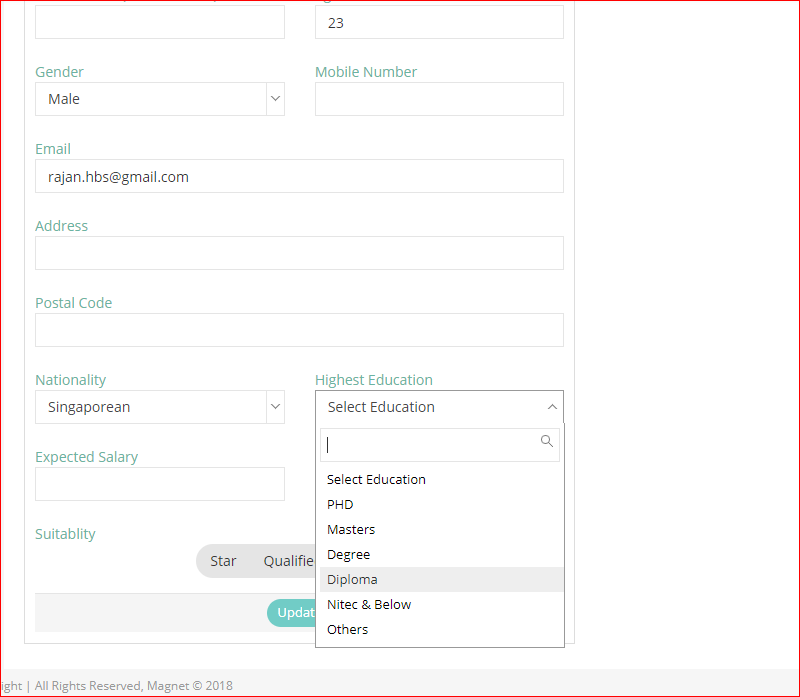 23
Gender
Mobile Number
Male
Email
rajan.hbs@gmail.com
Address
Postal Code
Nationality
Highest Education
Singaporean
Select Education
Expected Salary
Select Education
PHD
Masters
Degree
Diploma
Nitec & Below
Others
Suitablity
Star Qualifie
Updat
ight | All Rights Reserved, Magnet © 2018